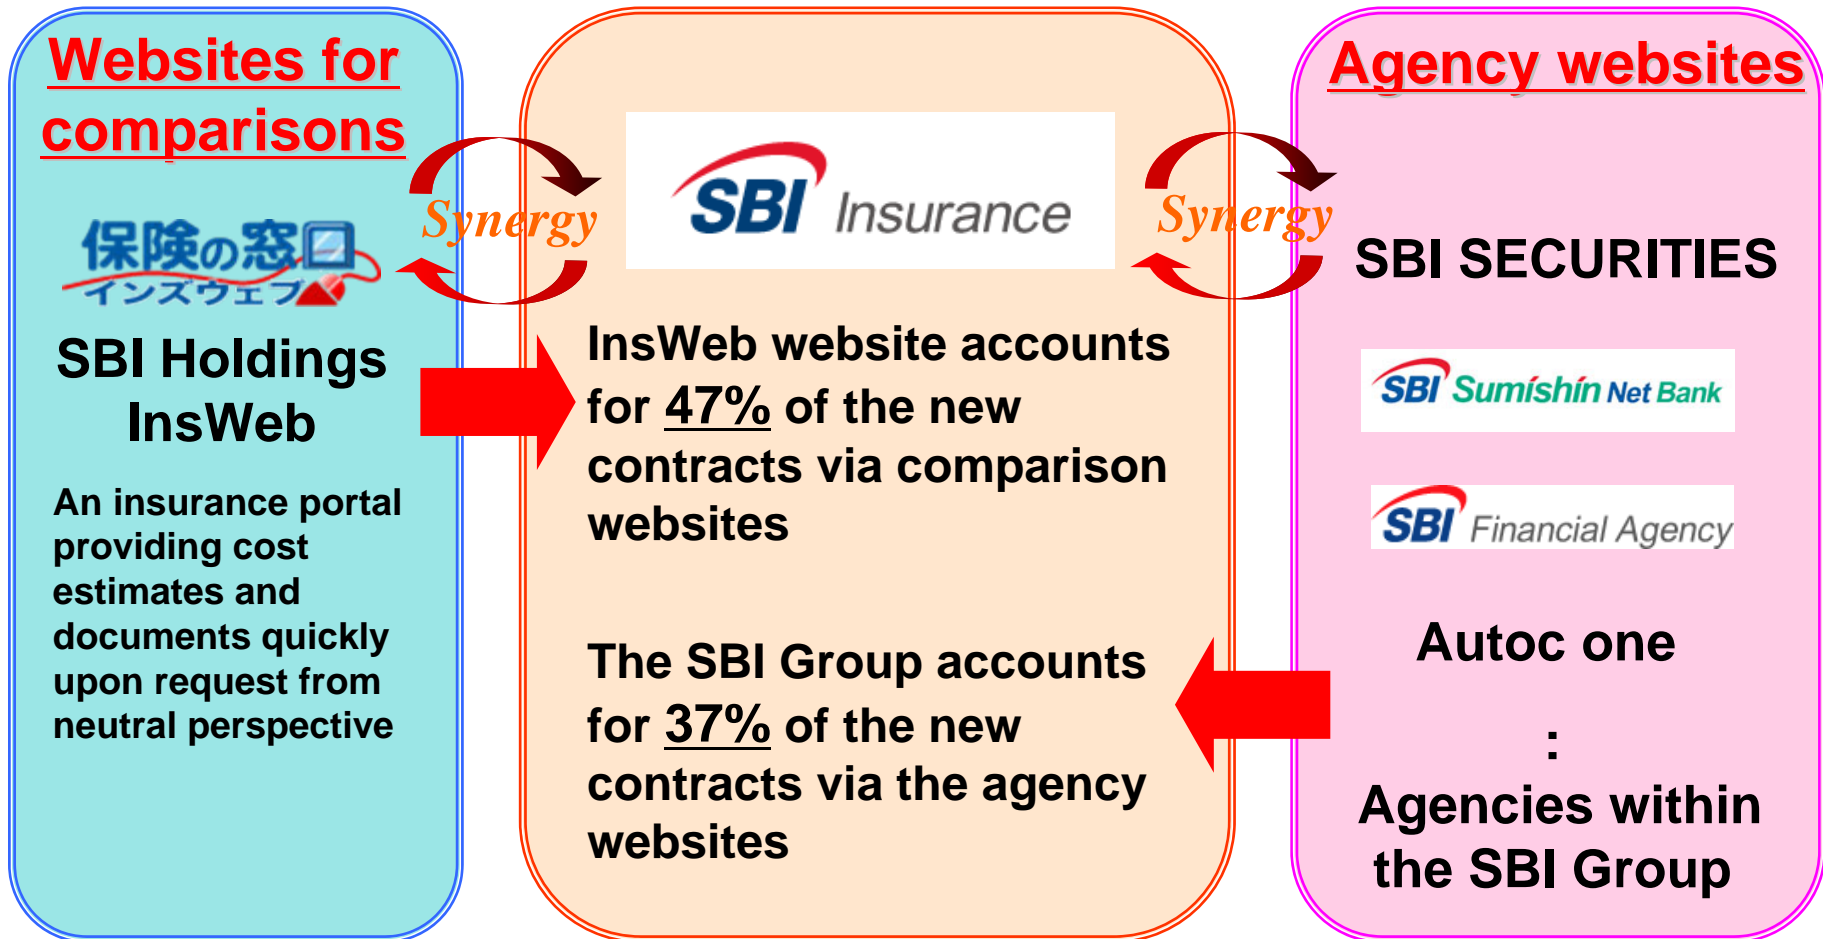 Websites for
comparisons
保険の窓口
インズウェブ
SBI Holdings
InsWeb
An insurance portal
providing cost
estimates and
documents quickly
upon request from
neutral perspective
Synergy
SBI Insurance
InsWeb website accounts
for 47% of the new
contracts via comparison
websites
The SBI Group accounts
for 37% of the new
contracts via the agency
websites
Synergy
Agency websites
SBI SECURITIES
SBI Sumishin Net Bank
SBI Financial Agency
Autoc one
:
Agencies within
the SBI Group